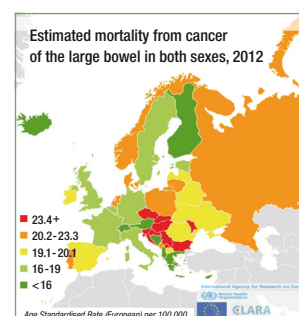 Estimated mortality from cancer
of the large bowel in both sexes, 2012
23.4+
20.2-23.3
19.1-20.1
16-19
<16
International Agency for Research on Can
World Health
Organization
CLARA
Age Standardised Rate (European) per 100,000